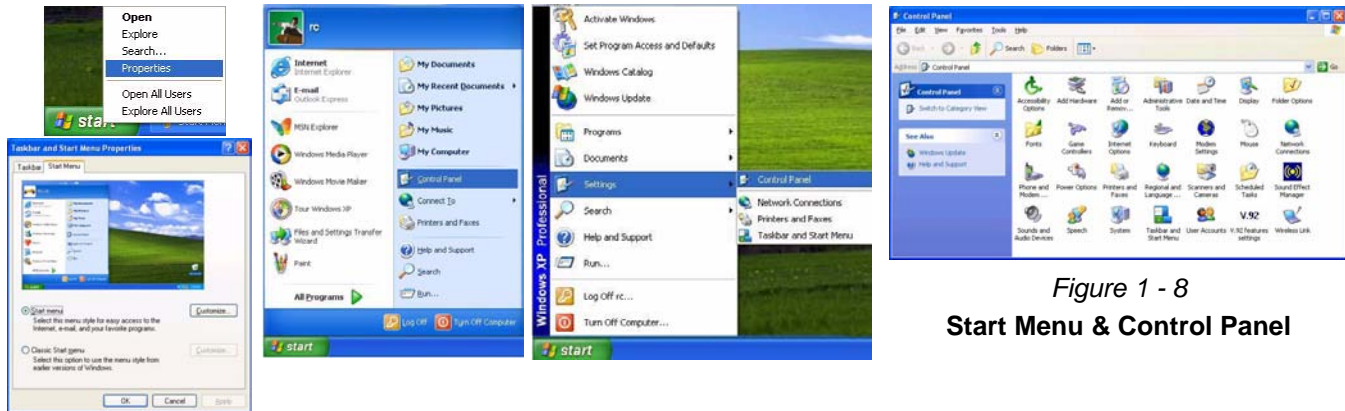 Open
Explore
Search...
Properties
Open All Users
Explore All Users
start
Taskbar and Start Menu Properties
Taskbar
Start Menu
Start menu
Customize...
Select this menu style for easy access to the
Internet, e-mail, and your favorite programs.
Classic Start menu
Customize...
Select this option to use the menu style from
earlier versions of Windows.
OK
Cancel
Apply
rc
Internet
Internet Explorer
E-mail
Outlook Express
MSN Explorer
Windows Media Player
Windows Movie Maker
Tour Windows XP
Files and Settings Transfer
Wizard
Paint
All Programs
My Documents
My Recent Documents
My Pictures
My Music
My Computer
Control Panel
Connect To
Printers and Faxes
Help and Support
Search
Run...
Log Off
Turn Off Computer
start
Windows XP Professional
Activate Windows
Set Program Access and Defaults
Windows Catalog
Windows Update
Programs
Documents
Settings
Search
Help and Support
Run...
Log Off rc...
Turn Off Computer...
Control Panel
Network Connections
Printers and Faxes
Taskbar and Start Menu
start
Control Panel
File Edit View Favorites Tools Help
Back
Search
Folders
Address
Control Panel
Go
Control Panel
Switch to Category View
See Also
Windows Update
Help and Support
Accessibility
Options
Add Hardware
Add or
Remov...
Administrative
Tools
Date and Time
Display
Folder Options
Fonts
Game
Controllers
Internet
Options
Keyboard
Modem
Settings
Mouse
Network
Connections
Phone and
Modem ...
Power Options
Printers and
Faxes
Regional and
Language ...
Scanners and
Cameras
Scheduled
Tasks
Sound Effect
Manager
Sounds and
Audio Devices
Speech
System
Taskbar and
Start Menu
User Accounts
V.92
V.92 features
settings
Wireless Link
Figure 1 - 8
Start Menu & Control Panel